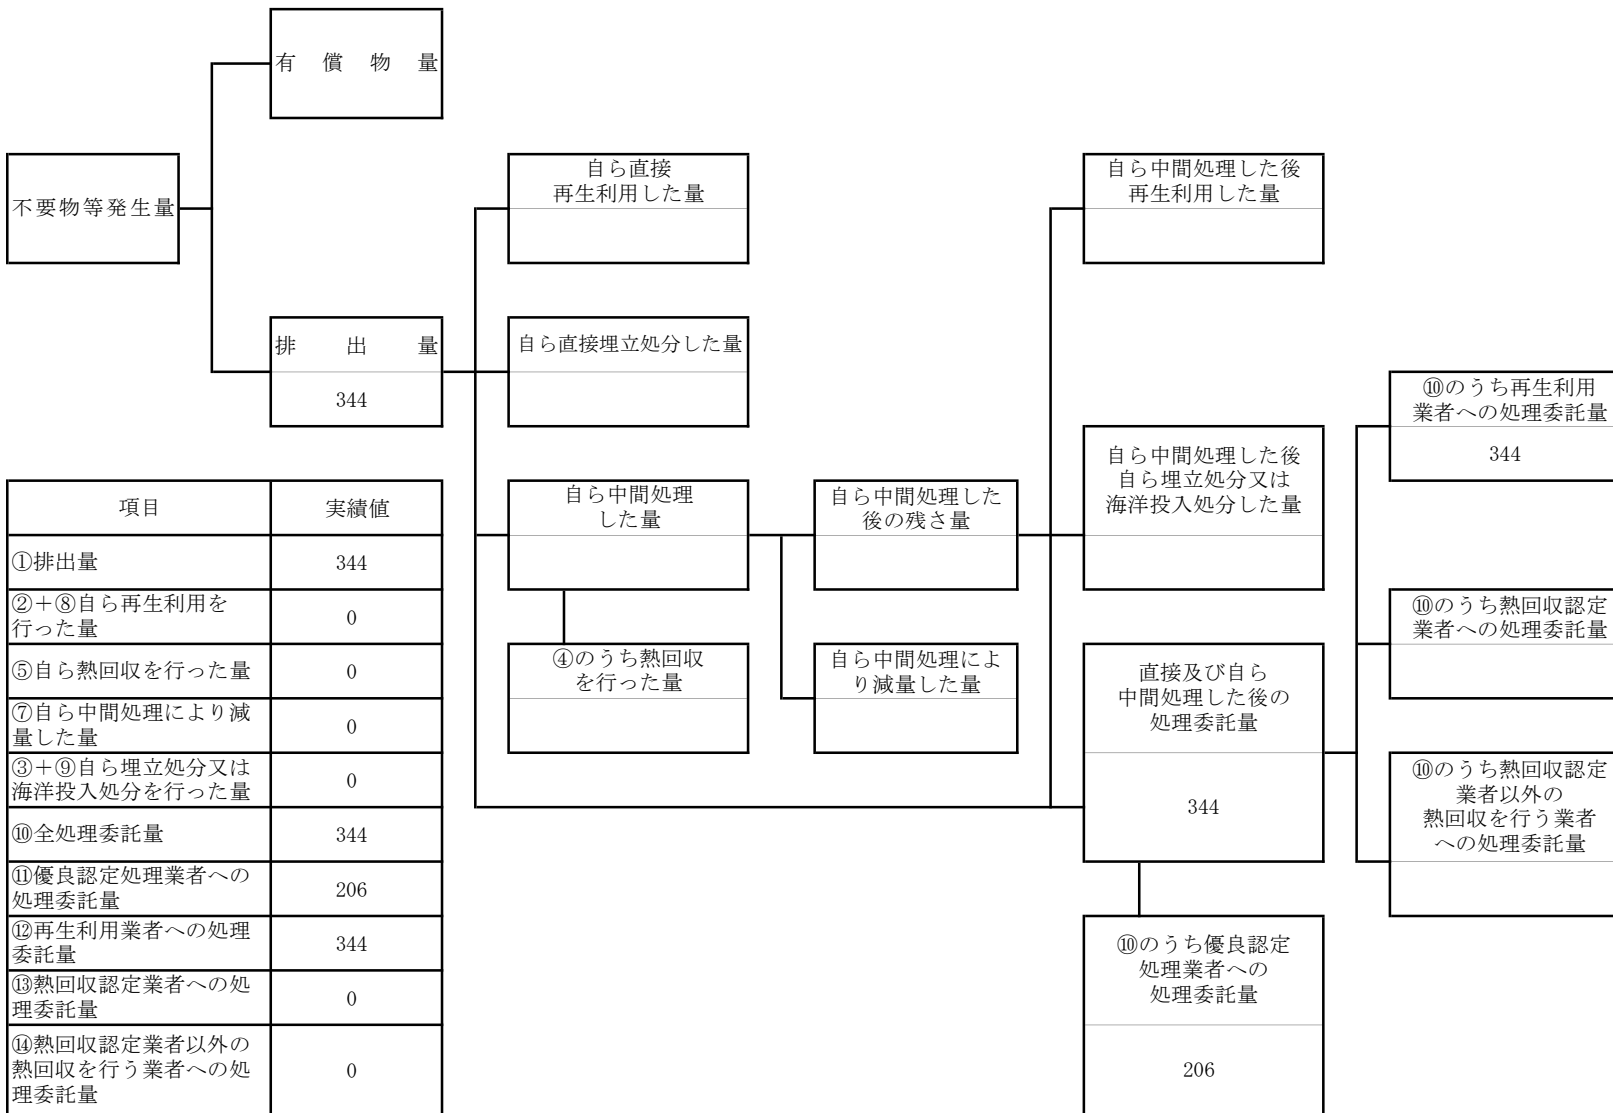 有償物量
不要物等発生量
自ら直接
再生利用した量
自ら中間処理した後
再生利用した量
排出量
344
自ら直接埋立処分した量
⑩のうち再生利用
業者への処理委託量
344
自ら中間処理した後
自ら埋立処分又は
海洋投入処分した量
自ら中間処理
した量
自ら中間処理した
後の残さ量
⑩のうち熱回収認定
業者への処理委託量
④のうち熱回収
を行った量
自ら中間処理によ
り減量した量
直接及び自ら
中間処理した後の
処理委託量
344
⑩のうち熱回収認定
業者以外の
熱回収を行う業者
への処理委託量
⑩のうち優良認定
処理業者への
処理委託量
206
項目 実績値
①排出量 344
②＋⑧自ら再生利用を
行った量 0
⑤自ら熱回収を行った量 0
⑦自ら中間処理により減
量した量 0
③＋⑨自ら埋立処分又は
海洋投入処分を行った量 0
⑩全処理委託量 344
⑪優良認定処理業者への
処理委託量 206
⑫再生利用業者への処理
委託量 344
⑬熱回収認定業者への処
理委託量 0
⑭熱回収認定業者以外の
熱回収を行う業者への処
理委託量 0